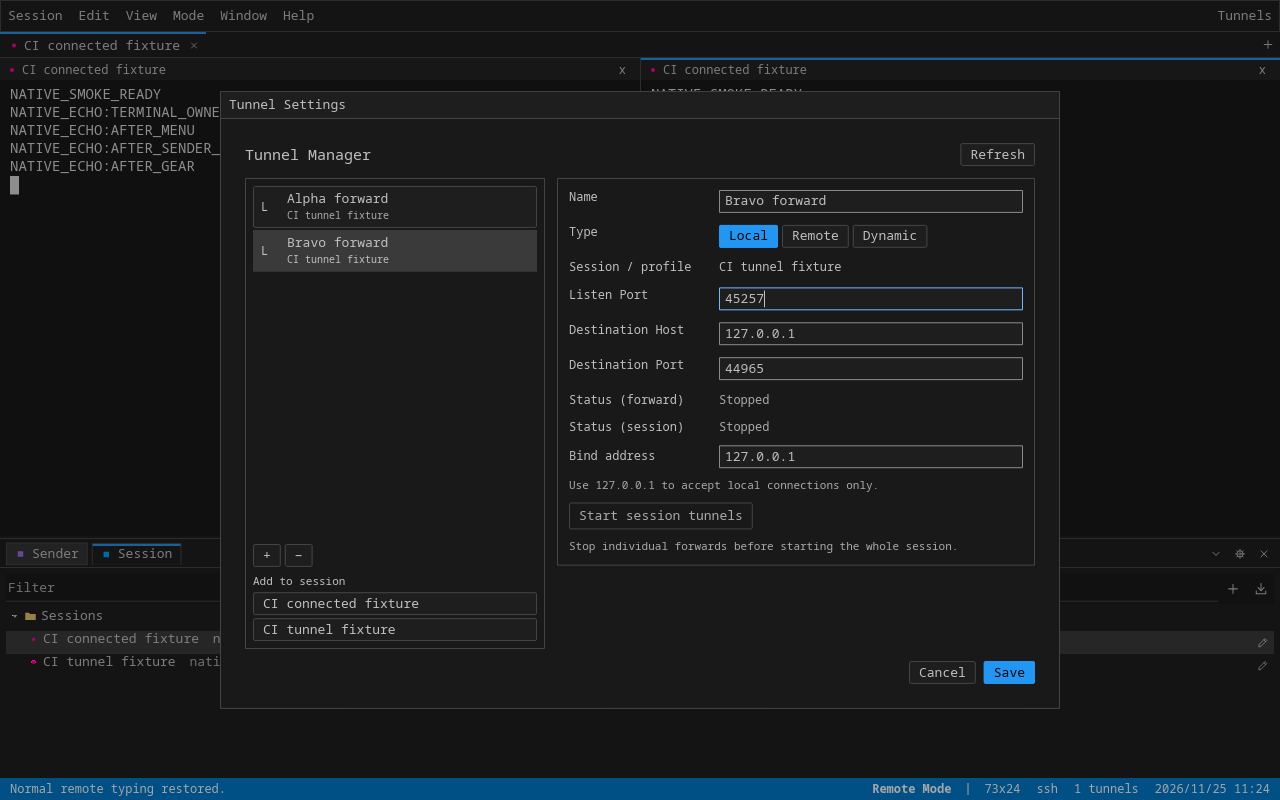 Session Edit View Mode Window Help Tunnels
CI connected fixture × +
CI connected fixture x CI connected fixture x
NATIVE_SMOKE_READY
NATIVE_ECHO:TERMINAL_OWNE
NATIVE_ECHO:AFTER_MENU
NATIVE_ECHO:AFTER_SENDER_
NATIVE_ECHO:AFTER_GEAR
Tunnel Settings
Tunnel Manager Refresh
L Alpha forward
CI tunnel fixture
L Bravo forward
CI tunnel fixture
+ −
Add to session
CI connected fixture
CI tunnel fixture
Name Bravo forward
Type Local Remote Dynamic
Session / profile CI tunnel fixture
Listen Port 45257
Destination Host 127.0.0.1
Destination Port 44965
Status (forward) Stopped
Status (session) Stopped
Bind address 127.0.0.1
Use 127.0.0.1 to accept local connections only.
Start session tunnels
Stop individual forwards before starting the whole session.
Cancel Save
Sender Session
Filter
Sessions
CI connected fixture n
CI tunnel fixture nati
Normal remote typing restored. Remote Mode | 73x24 ssh 1 tunnels 2026/11/25 11:24